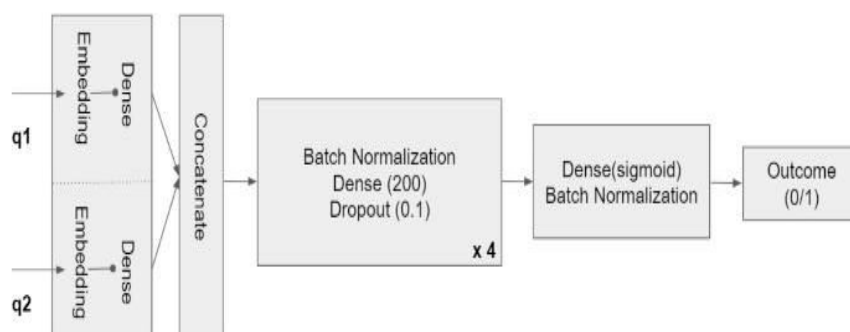 q1
Embedding
Dense
q2
Embedding
Dense
Concatenate
Batch Normalization
Dense (200)
Dropout (0.1)
x 4
Dense(sigmoid)
Batch Normalization
Outcome
(0/1)